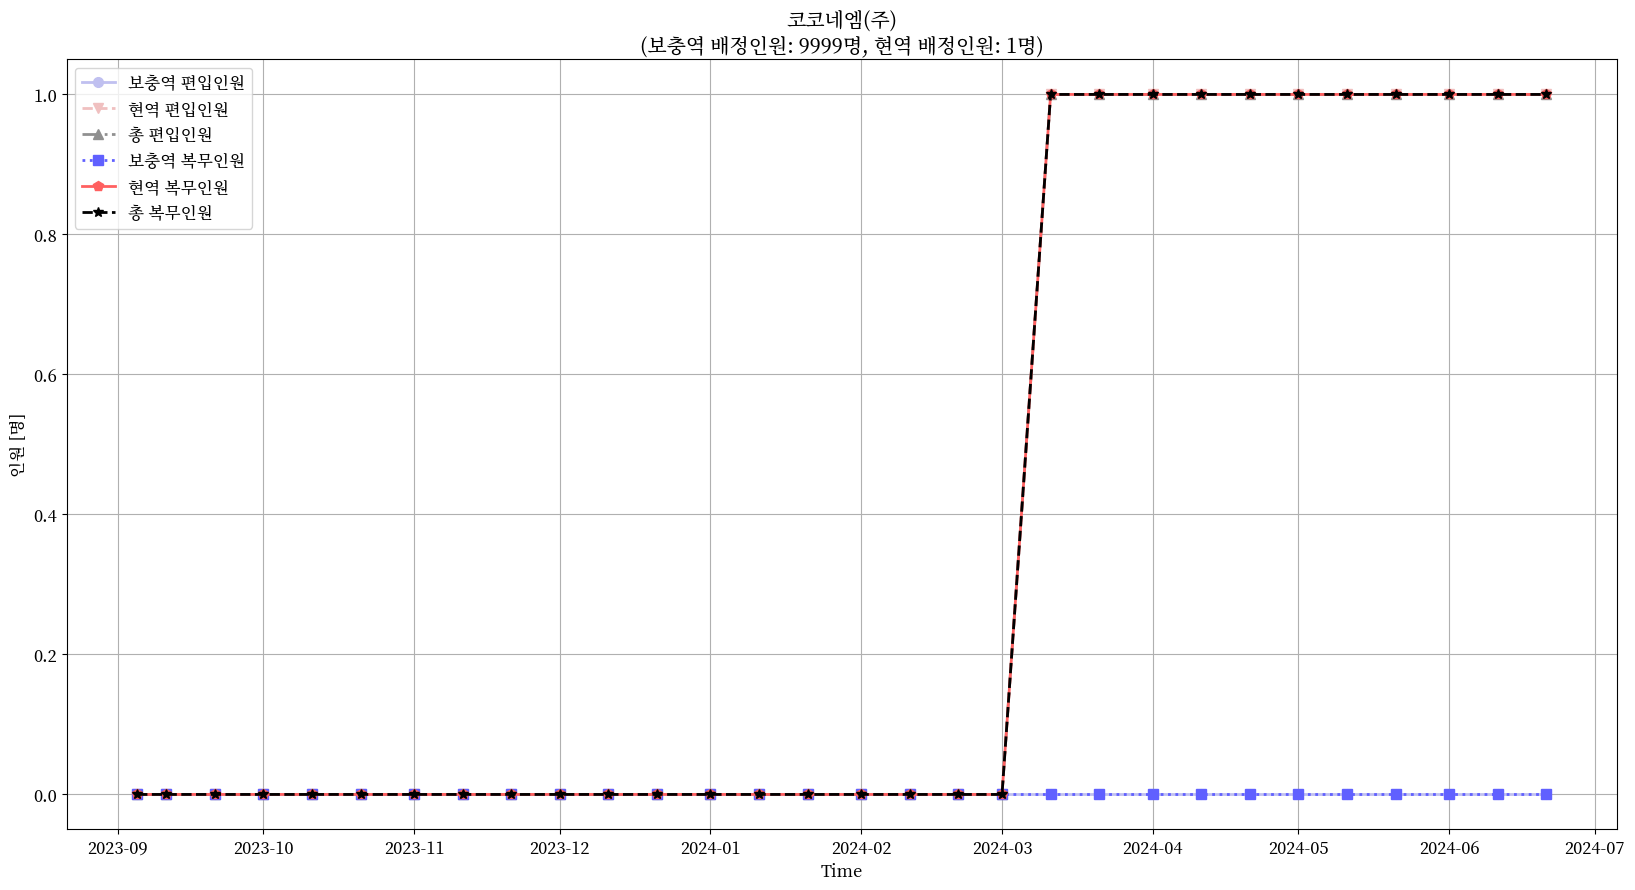 코코네엠(주)
(보충역 배정인원: 9999명, 현역 배정인원: 1명)
보충역 편입인원
현역 편입인원
총 편입인원
보충역 복무인원
현역 복무인원
총 복무인원
1.0
0.8
0.6
0.4
0.2
0.0
인원 [명]
2023-09 2023-10 2023-11 2023-12 2024-01 2024-02 2024-03 2024-04 2024-05 2024-06 2024-07
Time